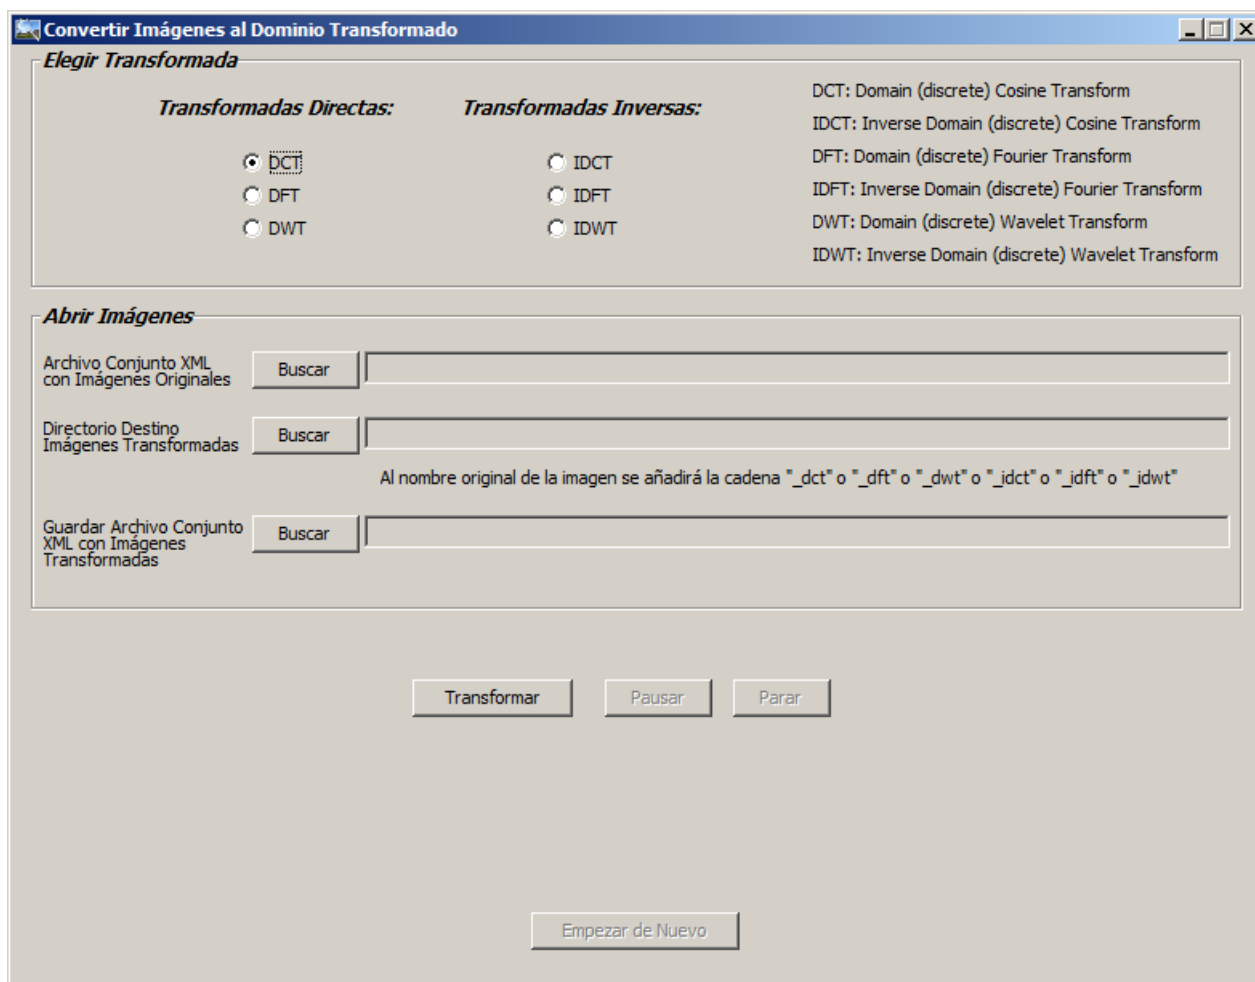 Convertir Imágenes al Dominio Transformado
Elegir Transformada
Transformadas Directas:
Transformadas Inversas:
DCT
IDCT
DFT
IDFT
DWT
IDWT
DCT: Domain (discrete) Cosine Transform
IDCT: Inverse Domain (discrete) Cosine Transform
DFT: Domain (discrete) Fourier Transform
IDFT: Inverse Domain (discrete) Fourier Transform
DWT: Domain (discrete) Wavelet Transform
IDWT: Inverse Domain (discrete) Wavelet Transform
Abrir Imágenes
Archivo Conjunto XML
con Imágenes Originales
Buscar
Directorio Destino
Imágenes Transformadas
Buscar
Al nombre original de la imagen se añadirá la cadena "_dct" o "_dft" o "_dwt" o "_idct" o "_idft" o "_idwt"
Guardar Archivo Conjunto
XML con Imágenes
Transformadas
Buscar
Transformar
Pausar
Parar
Empezar de Nuevo